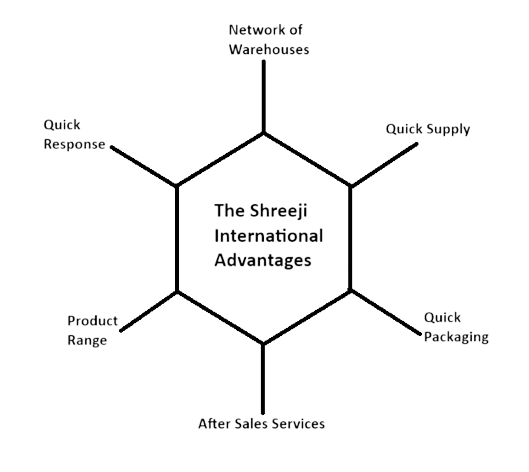 Network of
Warehouses
Quick
Response
Quick Supply
The Shreeji
International
Advantages
Product
Range
Quick
Packaging
After Sales Services